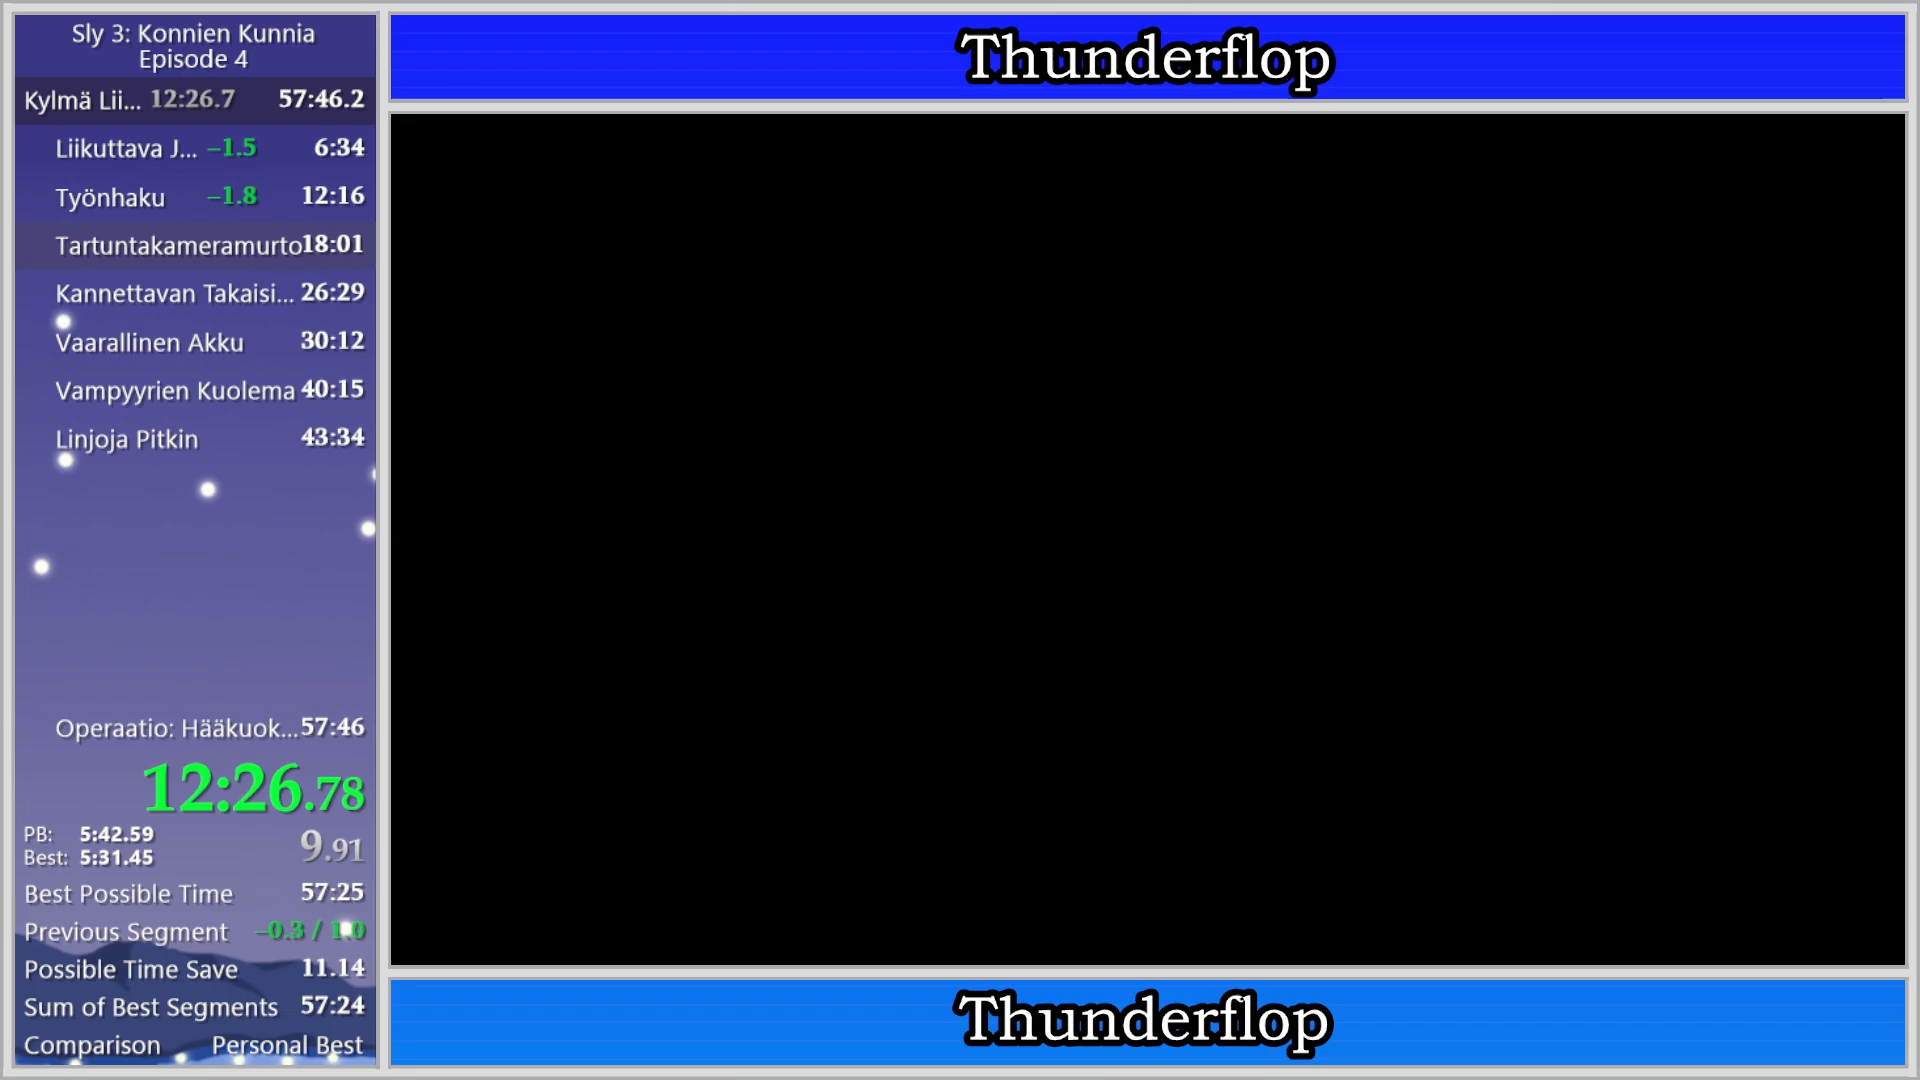 Sly 3: Konnien Kunnia
Episode 4
Kylmä Lii... 12:26.7 57:46.2
Liikuttava J... −1.5 6:34
Työnhaku −1.8 12:16
Tartuntakameramurto 18:01
Kannettavan Takaisi... 26:29
Vaarallinen Akku 30:12
Vampyyrien Kuolema 40:15
Linjoja Pitkin 43:34
Operaatio: Hääkuok... 57:46
12:26.78
PB: 5:42.59
Best: 5:31.45
9.91
Best Possible Time 57:25
Previous Segment −0.3 / 1.0
Possible Time Save 11.14
Sum of Best Segments 57:24
Comparison Personal Best
Thunderflop
Thunderflop